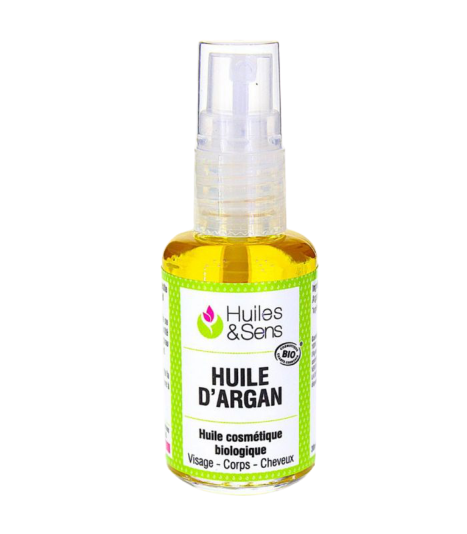 Huiles
&Sens
BIO
HUILE
D'ARGAN
Huile cosmétique
biologique
Visage - Corps - Cheveux